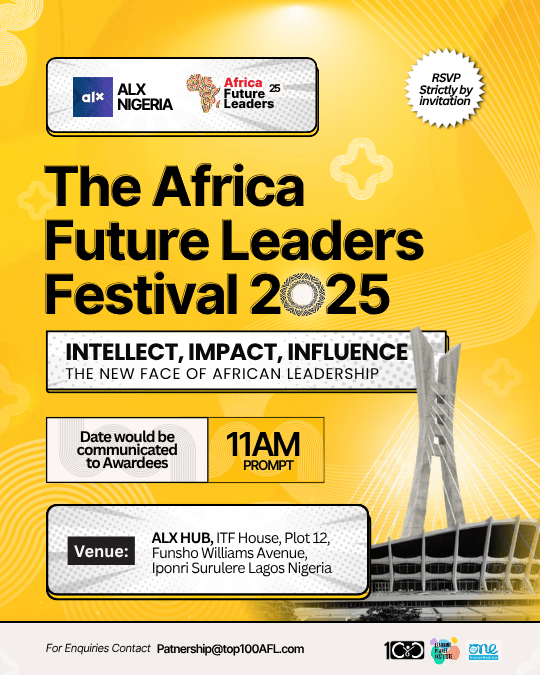 alx
ALX
NIGERIA
Africa
Future
Leaders
25
RSVP
Strictly by
invitation
The Africa
Future Leaders
Festival 2025
INTELLECT, IMPACT, INFLUENCE
THE NEW FACE OF AFRICAN LEADERSHIP
Date would be
communicated
to Awardees
11AM
PROMPT
Venue:
ALX HUB, ITF House, Plot 12,
Funsho Williams Avenue,
Iponri Surulere Lagos Nigeria
For Enquiries Contact Patnership@top100AFL.com
100
one